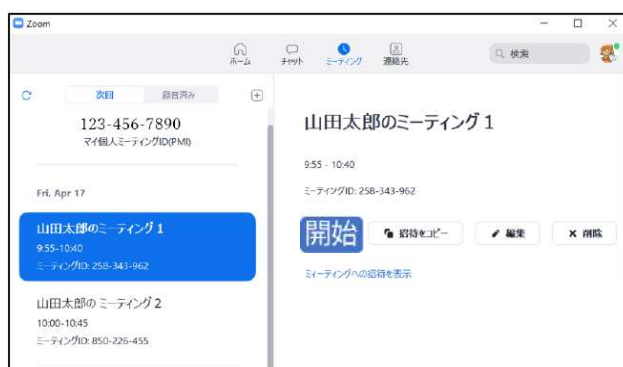 Zoom
ホーム
チャット
ミーティング
連絡先
検索
次回
録音済み
123-456-7890
マイ個人ミーティングID(PMI)
Fri, Apr 17
山田太郎のミーティング 1
9:55-10:40
ミーティングID: 258-343-962
山田太郎の ミーティング 2
10:00-10:45
ミーティングID: 850-226-455
山田太郎のミーティング 1
9:55 - 10:40
ミーティングID: 258-343-962
開始
招待をコピー
編集
削除
ミィーティングへの招待を表示